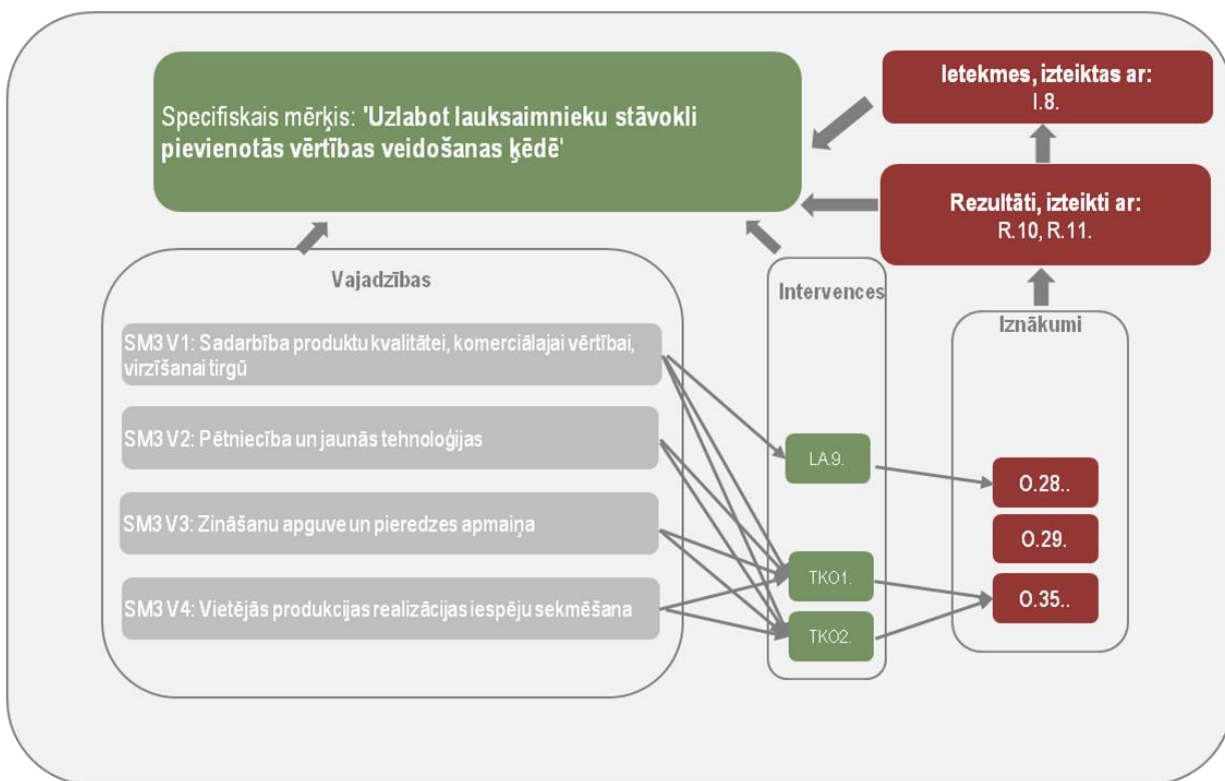 Specifiskais mērķis: 'Uzlabot lauksaimnieku stāvokli
pievienotās vērtības veidošanas ķēdē'
Ietekmes, izteiktas ar:
I.8.
Rezultāti, izteikti ar:
R.10, R.11.
Vajadzības
SM3 V1: Sadarbība produktu kvalitātei, komerciālajai vērtībai,
virzīšanai tirgū
SM3 V2: Pētniecība un jaunās tehnoloģijas
SM3 V3: Zināšanu apguve un pieredzes apmaiņa
SM3 V4: Vietējās produkcijas realizācijas iespēju sekmēšana
Intervences
LA.9.
TKO1.
TKO2.
Iznākumi
O.28..
O.29.
O.35..